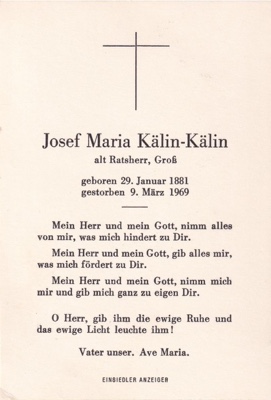 Josef Maria Kälin-Kälin
alt Ratsherr, Groß
geboren 29. Januar 1881
gestorben 9. März 1969
Mein Herr und mein Gott, nimm alles
von mir, was mich hindert zu Dir.
Mein Herr und mein Gott, gib alles mir,
was mich fördert zu Dir.
Mein Herr und mein Gott, nimm mich
mir und gib mich ganz zu eigen Dir.
O Herr, gib ihm die ewige Ruhe und
das ewige Licht leuchte ihm!
Vater unser. Ave Maria.
EINSIEDLER ANZEIGER